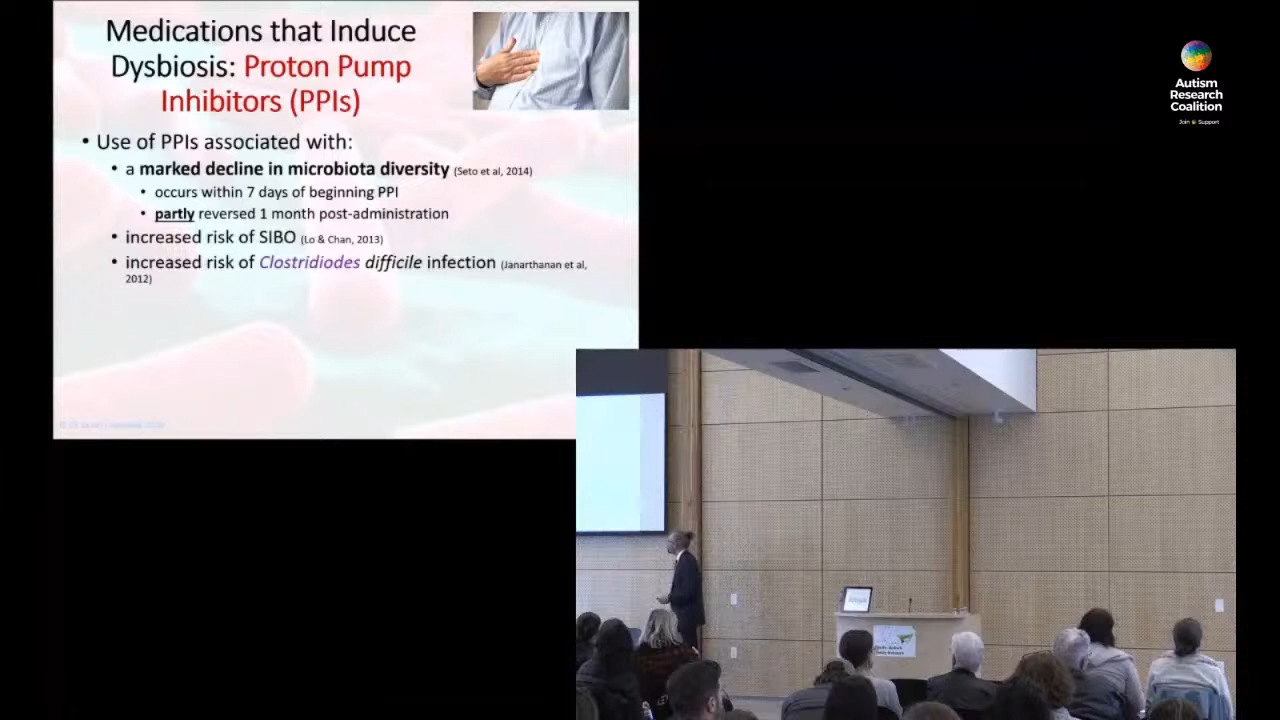 Medications that Induce
Dysbiosis: Proton Pump
Inhibitors (PPIs)
• Use of PPIs associated with:
• a marked decline in microbiota diversity (Seto et al, 2014)
• occurs within 7 days of beginning PPI
• partly reversed 1 month post-administration
• increased risk of SIBO (Lo & Chan, 2013)
• increased risk of Clostridiodes difficile infection (Janarthanan et al,
2012)
Autism
Research
Coalition
Join Support